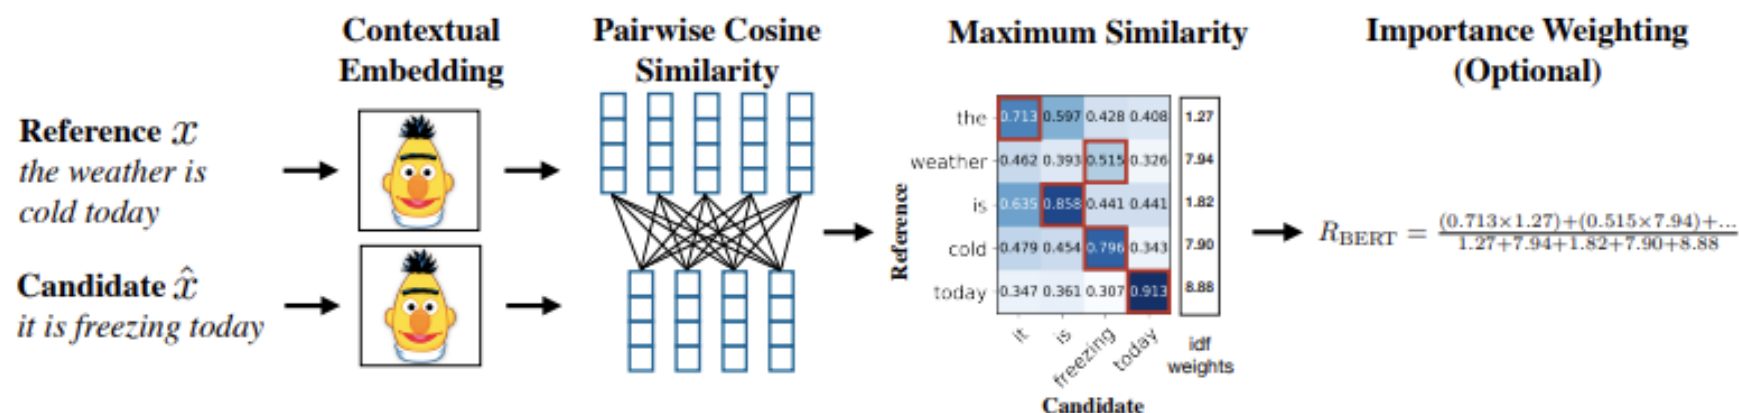 Contextual
Embedding
Pairwise Cosine
Similarity
Maximum Similarity
Importance Weighting
(Optional)
Reference x
the weather is
cold today
Candidate x̂
it is freezing today
Reference
the 0.713 0.597 0.428 0.408 1.27
weather 0.462 0.393 0.515 0.326 7.94
is 0.635 0.858 0.441 0.441 1.82
cold 0.479 0.454 0.796 0.343 7.90
today 0.347 0.361 0.307 0.913 8.88
it is freezing today
idf
weights
Candidate
R_BERT = (0.713×1.27)+(0.515×7.94)+... / 1.27+7.94+1.82+7.90+8.88